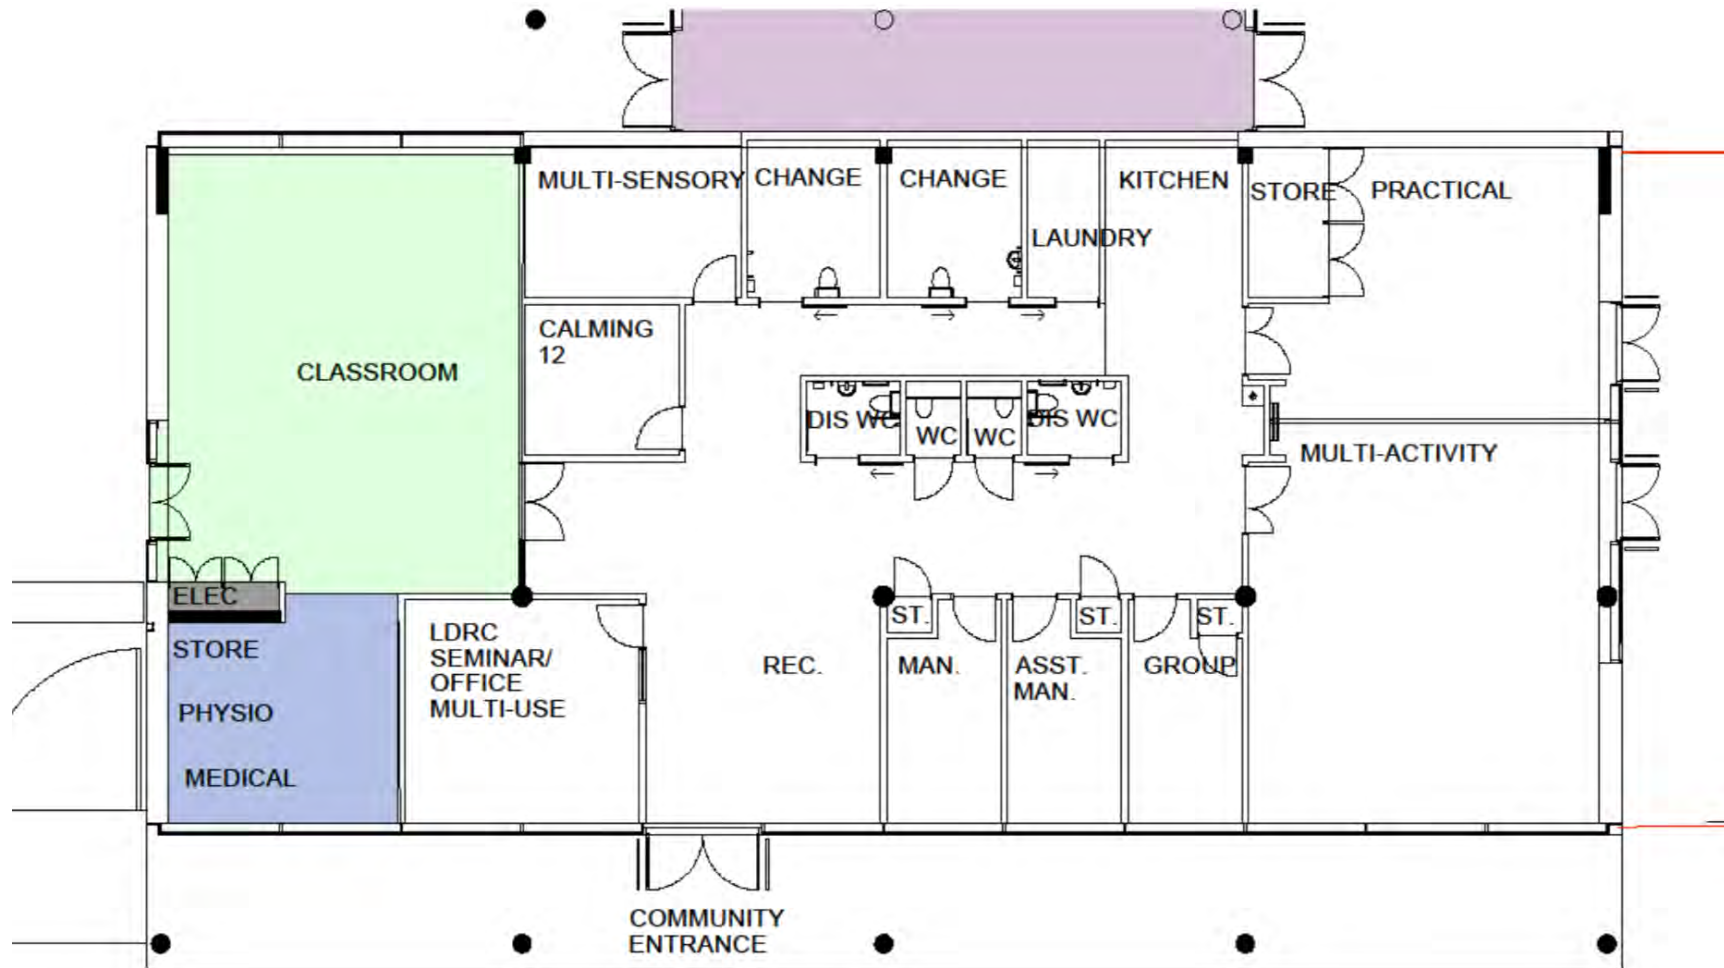 MULTI-SENSORY
CHANGE
CHANGE
KITCHEN
STORE
PRACTICAL
LAUNDRY
CALMING
12
CLASSROOM
DIS WC
WC
WC
DIS WC
MULTI-ACTIVITY
ELEC
STORE
PHYSIO
MEDICAL
LDRC
SEMINAR/
OFFICE
MULTI-USE
REC.
ST.
MAN.
ST.
ASST.
MAN.
ST.
GROUP
COMMUNITY
ENTRANCE